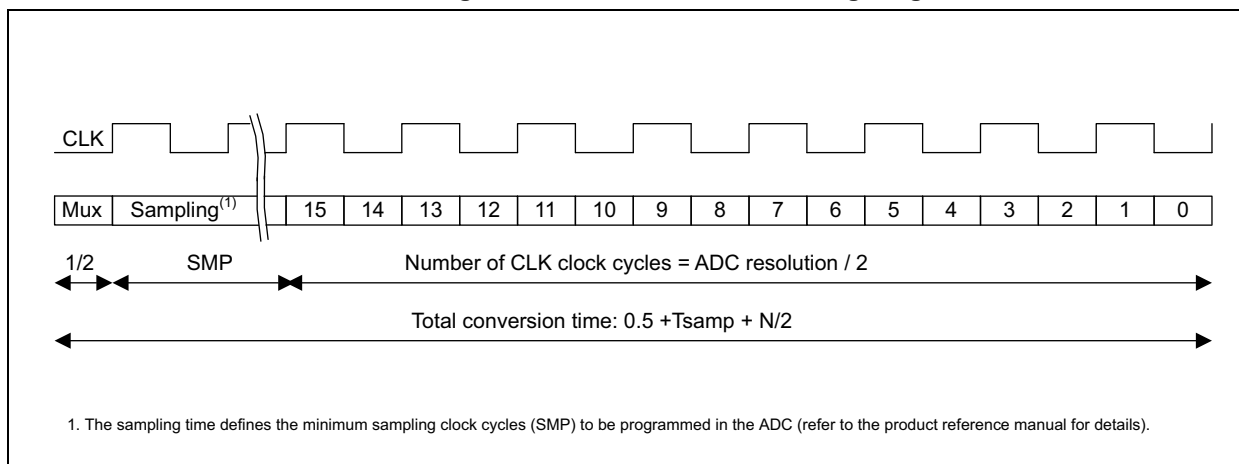 CLK
Mux Sampling(1) 15 14 13 12 11 10 9 8 7 6 5 4 3 2 1 0
1/2 SMP Number of CLK clock cycles = ADC resolution / 2
Total conversion time: 0.5 +Tsamp + N/2
1. The sampling time defines the minimum sampling clock cycles (SMP) to be programmed in the ADC (refer to the product reference manual for details).